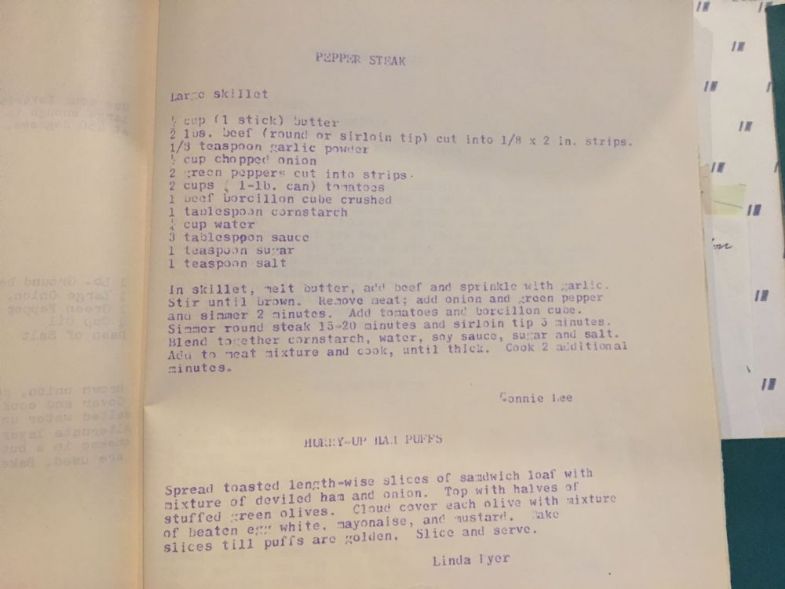 PEPPER STEAK
Large skillet
½ cup (1 stick) butter
2 lbs. beef (round or sirloin tip) cut into 1/8 x 2 in. strips.
1/8 teaspoon garlic powder
cup chopped onion
2 green peppers cut into strips.
2 cups ( 1-lb. can) tomatoes
1 beef borcillon cube crushed
1 tablespoon cornstarch
cup water
3 tablesppon sauce
1 teaspoon sugar
1 teaspoon salt
In skillet, melt butter, add beef and sprinkle with garlic.
Stir until brown. Remove meat; add onion and green pepper
and simmer 2 minutes. Add tomatoes and borcillon cube.
Simmer round steak 15-20 minutes and sirloin tip 5 minutes.
Blend together cornstarch, water, soy sauce, sugar and salt.
Add to meat mixture and cook, until thick. Cook 2 additional
minutes.
Connie Lee
HURRY-UP HAM PUFFS
Spread toasted length-wise slices of sandwich loaf with
mixture of deviled ham and onion. Top with halves of
stuffed green olives. Cloud cover each olive with mixture
of beaten egg white, mayonaise, and mustard. Bake
slices till puffs are golden. Slice and serve.
Linda